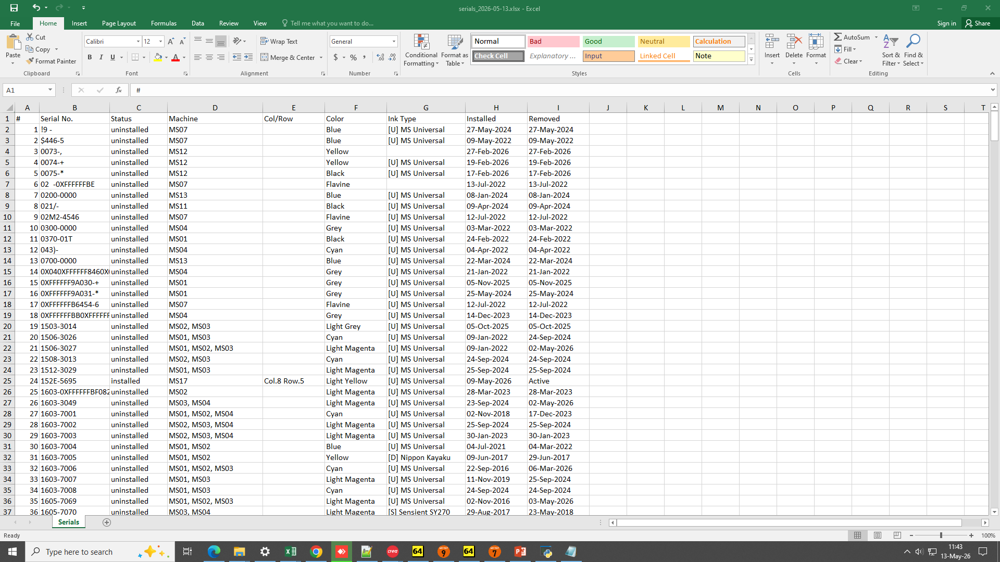 serials_2026-05-13.xlsx - Excel
File Home Insert Page Layout Formulas Data Review View Tell me what you want to do... Sign in Share
Paste Cut Copy Format Painter Clipboard
Calibri 12 B I U Font
Wrap Text Merge & Center Alignment
General $ % , Number
Conditional Formatting Format as Table
Normal Bad Good Neutral Calculation
Check Cell Explanatory ... Input Linked Cell Note
Styles
Insert Delete Format Cells
AutoSum Fill Clear Sort & Filter Find & Select Editing
A1 fx #
A B C D E F G H I J K L M N O P Q R S T
1 # Serial No. Status Machine Col/Row Color Ink Type Installed Removed
2 1 !9 - uninstalled MS07 Blue [U] MS Universal 27-May-2024 27-May-2024
3 2 $446-5 uninstalled MS07 Blue [U] MS Universal 09-May-2022 09-May-2022
4 3 0073-, uninstalled MS12 Yellow 27-Feb-2026 27-Feb-2026
5 4 0074-+ uninstalled MS12 Yellow [U] MS Universal 19-Feb-2026 19-Feb-2026
6 5 0075-* uninstalled MS12 Black [U] MS Universal 17-Feb-2026 17-Feb-2026
7 6 02  -0XFFFFFFBE uninstalled MS07 Flavine 13-Jul-2022 13-Jul-2022
8 7 0200-0000 uninstalled MS13 Blue [U] MS Universal 08-Jan-2024 08-Jan-2024
9 8 021/- uninstalled MS11 Black [U] MS Universal 09-Apr-2024 09-Apr-2024
10 9 02M2-4546 uninstalled MS07 Flavine [U] MS Universal 12-Jul-2022 12-Jul-2022
11 10 0300-0000 uninstalled MS04 Grey [U] MS Universal 03-Mar-2022 03-Mar-2022
12 11 0370-01T uninstalled MS01 Black [U] MS Universal 24-Feb-2022 24-Feb-2022
13 12 043)- uninstalled MS04 Cyan [U] MS Universal 04-Apr-2022 04-Apr-2022
14 13 0700-0000 uninstalled MS13 Blue [U] MS Universal 22-Mar-2024 22-Mar-2024
15 14 0X040XFFFFFF8460X uninstalled MS04 Grey [U] MS Universal 21-Jan-2022 21-Jan-2022
16 15 0XFFFFFF9A030-+ uninstalled MS01 Grey [U] MS Universal 05-Nov-2025 05-Nov-2025
17 16 0XFFFFFF9A031-* uninstalled MS01 Grey [U] MS Universal 25-May-2024 25-May-2024
18 17 0XFFFFFFB6454-6 uninstalled MS07 Flavine [U] MS Universal 12-Jul-2022 12-Jul-2022
19 18 0XFFFFFFBB0XFFFFF uninstalled MS04 Grey [U] MS Universal 14-Dec-2023 14-Dec-2023
20 19 1503-3014 uninstalled MS02, MS03 Light Grey [U] MS Universal 05-Oct-2025 05-Oct-2025
21 20 1506-3026 uninstalled MS01, MS03 Cyan [U] MS Universal 09-Jan-2022 24-Sep-2024
22 21 1506-3027 uninstalled MS01, MS02, MS03 Light Magenta [U] MS Universal 09-Jan-2022 02-May-2026
23 22 1508-3013 uninstalled MS02, MS03 Cyan [U] MS Universal 24-Sep-2024 24-Sep-2024
24 23 1512-3029 uninstalled MS01, MS03 Light Magenta [U] MS Universal 25-Sep-2024 25-Sep-2024
25 24 152E-5695 installed MS17 Col.8 Row.5 Light Yellow [U] MS Universal 09-May-2026 Active
26 25 1603-0XFFFFFFBF082 uninstalled MS02 Light Magenta [U] MS Universal 28-Mar-2023 28-Mar-2023
27 26 1603-3049 uninstalled MS03, MS04 Light Magenta [U] MS Universal 23-Sep-2024 02-May-2026
28 27 1603-7001 uninstalled MS01, MS02, MS04 Cyan [U] MS Universal 02-Nov-2018 17-Dec-2023
29 28 1603-7002 uninstalled MS02, MS03, MS04 Light Magenta [U] MS Universal 25-Sep-2024 25-Sep-2024
30 29 1603-7003 uninstalled MS02, MS03, MS04 Light Magenta [U] MS Universal 30-Jan-2023 30-Jan-2023
31 30 1603-7004 uninstalled MS01, MS02 Blue [U] MS Universal 04-Jul-2021 04-Mar-2022
32 31 1603-7005 uninstalled MS01, MS02 Yellow [D] Nippon Kayaku 09-Jun-2017 29-Jun-2017
33 32 1603-7006 uninstalled MS01, MS02, MS03 Cyan [U] MS Universal 22-Sep-2016 06-Mar-2026
34 33 1603-7007 uninstalled MS01, MS03 Light Magenta [U] MS Universal 11-Nov-2019 25-Sep-2024
35 34 1603-7008 uninstalled MS01, MS03 Cyan [U] MS Universal 24-Sep-2024 24-Sep-2024
36 35 1605-7069 uninstalled MS01, MS02, MS03 Light Magenta [U] MS Universal 02-Nov-2016 03-May-2026
37 36 1605-7070 uninstalled MS03, MS04 Light Magenta [S] Sensient SY270 29-Aug-2017 23-May-2018
Serials
Ready 100%
Type here to search crea 64 9 64 7 11:43
13-May-26